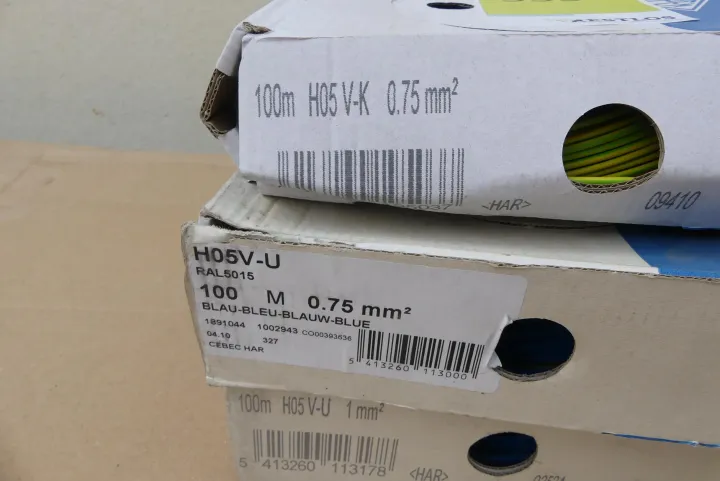 100m H05 V-K 0.75 mm²
<HAR>
09410
H05V-U
RAL5015
100 M 0.75 mm²
BLAU-BLEU-BLAUW-BLUE
1891044 1002943 CO00393636
04.10 327
CEBEC HAR
5 413260 113000
100m H05 V-U 1 mm²
5 413260 113178
<HAR>